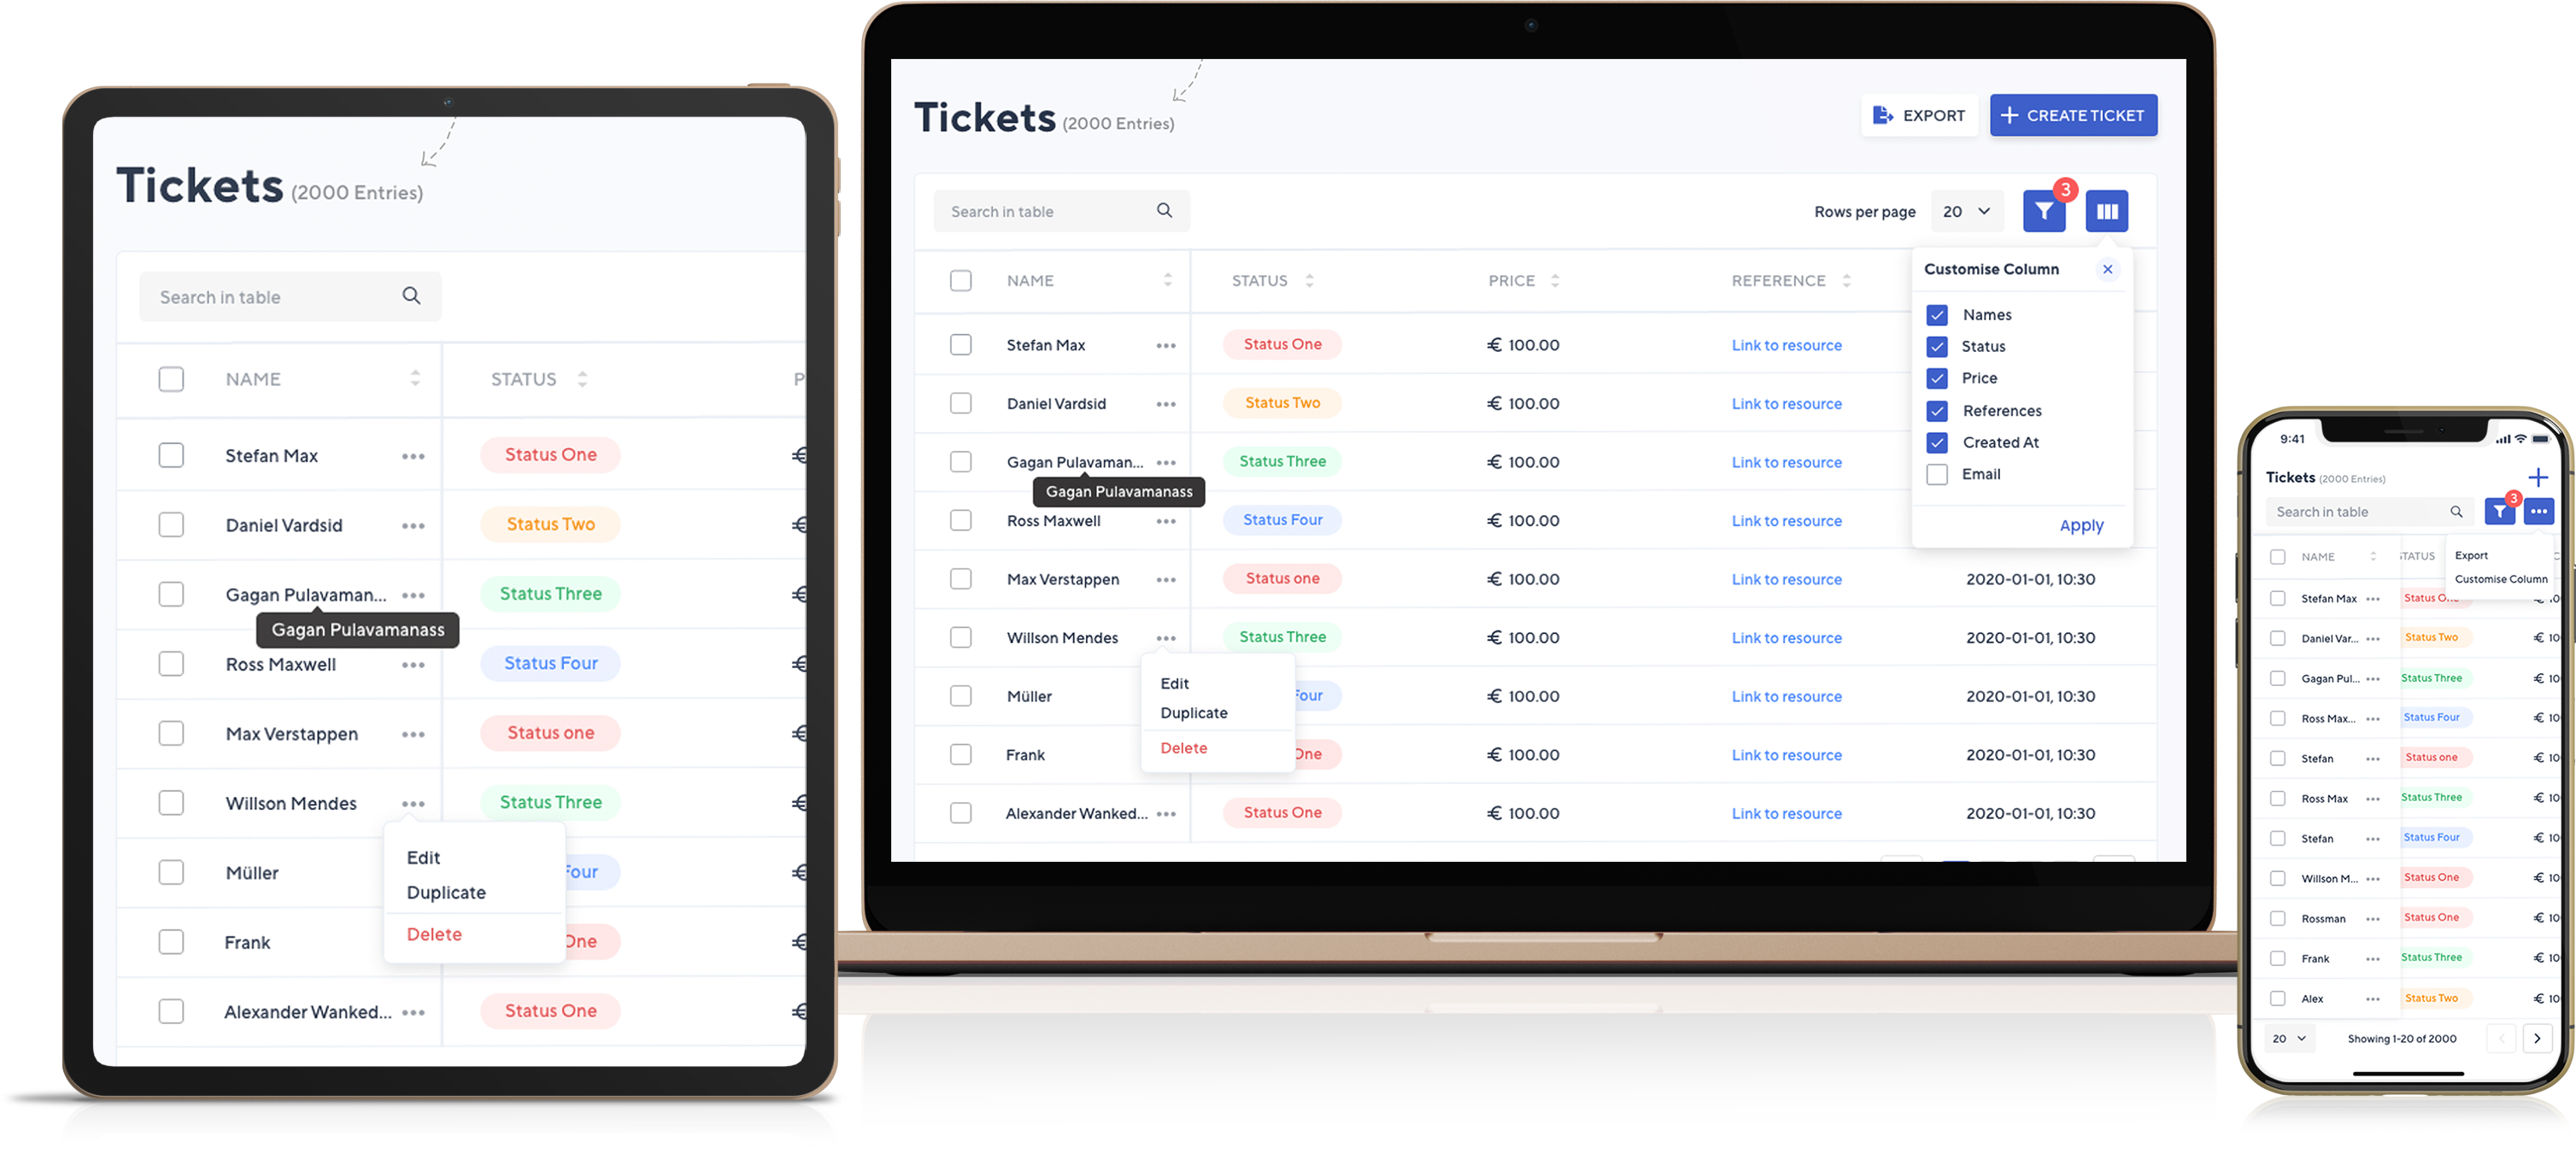 Tickets (2000 Entries)
Search in table
NAME STATUS P
Stefan Max ••• Status One €
Daniel Vardsid ••• Status Two €
Gagan Pulavaman... ••• Status Three €
Gagan Pulavamanass
Ross Maxwell ••• Status Four €
Max Verstappen ••• Status one €
Willson Mendes ••• Status Three €
Edit
Müller Four €
Duplicate
Delete
Frank One €
Alexander Wanked... ••• Status One €
Tickets (2000 Entries) EXPORT + CREATE TICKET
Search in table Rows per page 20 3
NAME STATUS PRICE REFERENCE
Stefan Max ••• Status One € 100.00 Link to resource
Daniel Vardsid ••• Status Two € 100.00 Link to resource
Gagan Pulavaman... ••• Status Three € 100.00 Link to resource
Gagan Pulavamanass
Ross Maxwell ••• Status Four € 100.00 Link to resource
Max Verstappen ••• Status one € 100.00 Link to resource 2020-01-01, 10:30
Willson Mendes ••• Status Three € 100.00 Link to resource 2020-01-01, 10:30
Edit
Müller Four € 100.00 Link to resource 2020-01-01, 10:30
Duplicate
Delete
Frank One € 100.00 Link to resource 2020-01-01, 10:30
Alexander Wanked... ••• Status One € 100.00 Link to resource 2020-01-01, 10:30
Customise Column
Names
Status
Price
References
Created At
Email
Apply
9:41
Tickets (2000 Entries) +
Search in table 3 •••
NAME STATUS C
Export
Customise Column
Stefan Max ••• Status O... € 10
Daniel Var... ••• Status Two € 10
Gagan Pul... ••• Status Three € 10
Ross Max... ••• Status Four € 10
Stefan ••• Status one € 10
Ross Max ••• Status Three € 10
Stefan ••• Status Four € 10
Willson M... ••• Status One € 10
Rossman ••• Status One € 10
Frank ••• Status Three € 10
Alex ••• Status Two € 10
20 Showing 1-20 of 2000